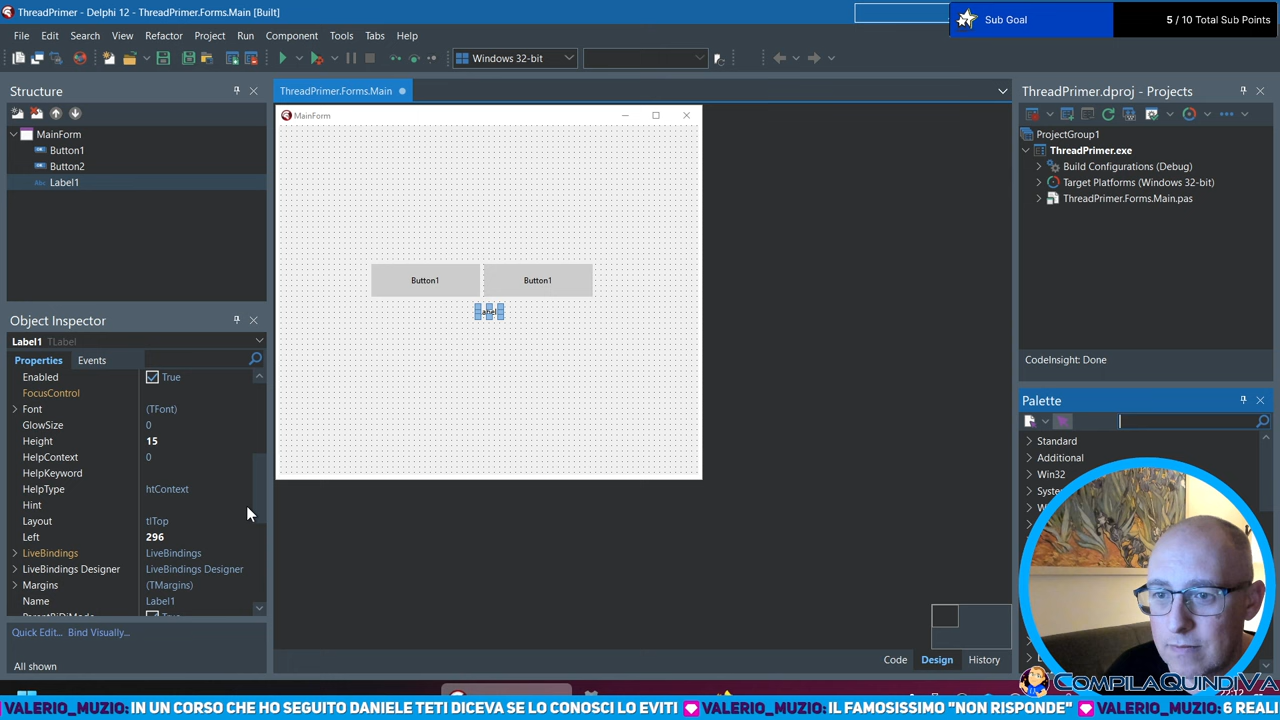 ThreadPrimer - Delphi 12 - ThreadPrimer.Forms.Main [Built]
Sub Goal
5 / 10 Total Sub Points
File Edit Search View Refactor Project Run Component Tools Tabs Help
Windows 32-bit
Structure
MainForm
Button1
Button2
Label1
Object Inspector
Label1 TLabel
Properties Events
Enabled True
FocusControl
Font (TFont)
GlowSize 0
Height 15
HelpContext 0
HelpKeyword
HelpType htContext
Hint
Layout tlTop
Left 296
LiveBindings LiveBindings
LiveBindings Designer LiveBindings Designer
Margins (TMargins)
Name Label1
ParentBiDiMode True
Quick Edit... Bind Visually...
All shown
ThreadPrimer.Forms.Main
MainForm
Button1 Button1
Code Design History
ThreadPrimer.dproj - Projects
ProjectGroup1
ThreadPrimer.exe
Build Configurations (Debug)
Target Platforms (Windows 32-bit)
ThreadPrimer.Forms.Main.pas
CodeInsight: Done
Palette
Standard
Additional
Win32
COMPILAQUINDIVA
VALERIO_MUZIO: IN UN CORSO CHE HO SEGUITO DANIELE TETI DICEVA SE LO CONOSCI LO EVITI VALERIO_MUZIO: IL FAMOSISSIMO "NON RISPONDE" VALERIO_MUZIO: 6 REALI